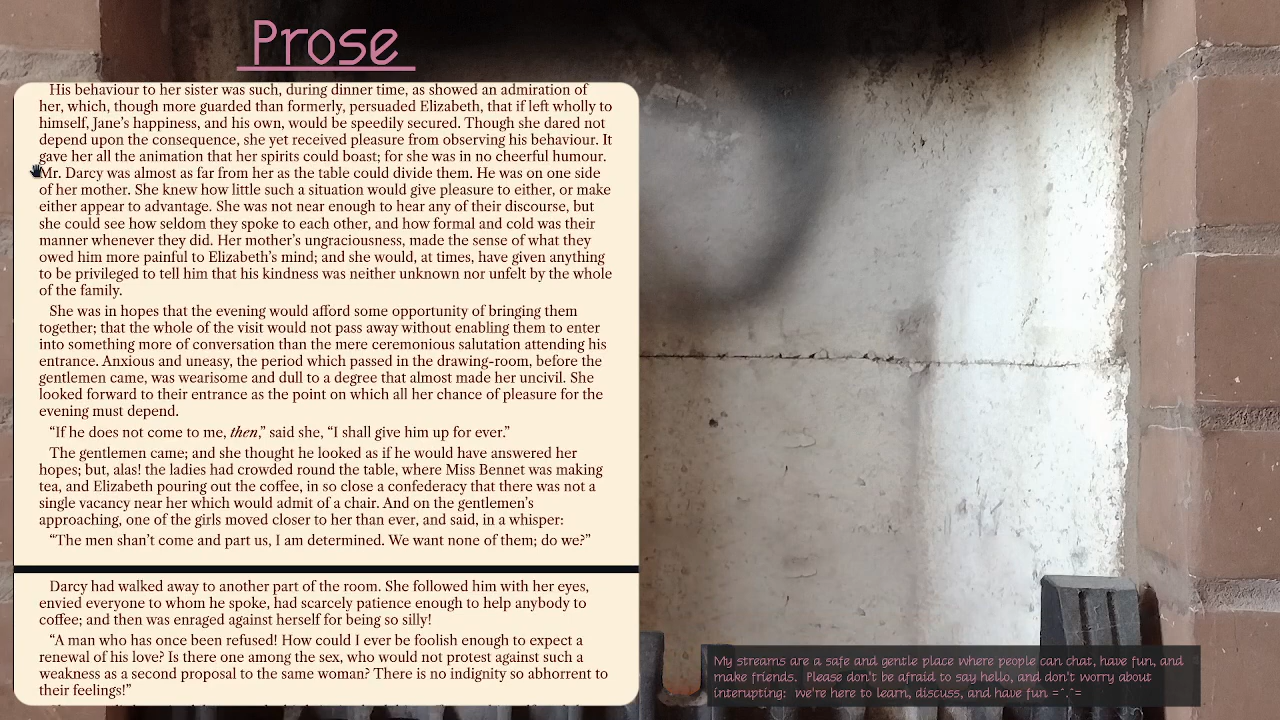 Prose
His behaviour to her sister was such, during dinner time, as showed an admiration of
her, which, though more guarded than formerly, persuaded Elizabeth, that if left wholly to
himself, Jane's happiness, and his own, would be speedily secured. Though she dared not
depend upon the consequence, she yet received pleasure from observing his behaviour. It
gave her all the animation that her spirits could boast; for she was in no cheerful humour.
Mr. Darcy was almost as far from her as the table could divide them. He was on one side
of her mother. She knew how little such a situation would give pleasure to either, or make
either appear to advantage. She was not near enough to hear any of their discourse, but
she could see how seldom they spoke to each other, and how formal and cold was their
manner whenever they did. Her mother's ungraciousness, made the sense of what they
owed him more painful to Elizabeth's mind; and she would, at times, have given anything
to be privileged to tell him that his kindness was neither unknown nor unfelt by the whole
of the family.
She was in hopes that the evening would afford some opportunity of bringing them
together; that the whole of the visit would not pass away without enabling them to enter
into something more of conversation than the mere ceremonious salutation attending his
entrance. Anxious and uneasy, the period which passed in the drawing-room, before the
gentlemen came, was wearisome and dull to a degree that almost made her uncivil. She
looked forward to their entrance as the point on which all her chance of pleasure for the
evening must depend.
“If he does not come to me, then,” said she, “I shall give him up for ever.”
The gentlemen came; and she thought he looked as if he would have answered her
hopes; but, alas! the ladies had crowded round the table, where Miss Bennet was making
tea, and Elizabeth pouring out the coffee, in so close a confederacy that there was not a
single vacancy near her which would admit of a chair. And on the gentlemen's
approaching, one of the girls moved closer to her than ever, and said, in a whisper:
“The men shan't come and part us, I am determined. We want none of them; do we?”
Darcy had walked away to another part of the room. She followed him with her eyes,
envied everyone to whom he spoke, had scarcely patience enough to help anybody to
coffee; and then was enraged against herself for being so silly!
“A man who has once been refused! How could I ever be foolish enough to expect a
renewal of his love? Is there one among the sex, who would not protest against such a
weakness as a second proposal to the same woman? There is no indignity so abhorrent to
their feelings!”
My streams are a safe and gentle place where people can chat, have fun, and
make friends. Please don't be afraid to say hello, and don't worry about
interupting: we're here to learn, discuss, and have fun =^.^=